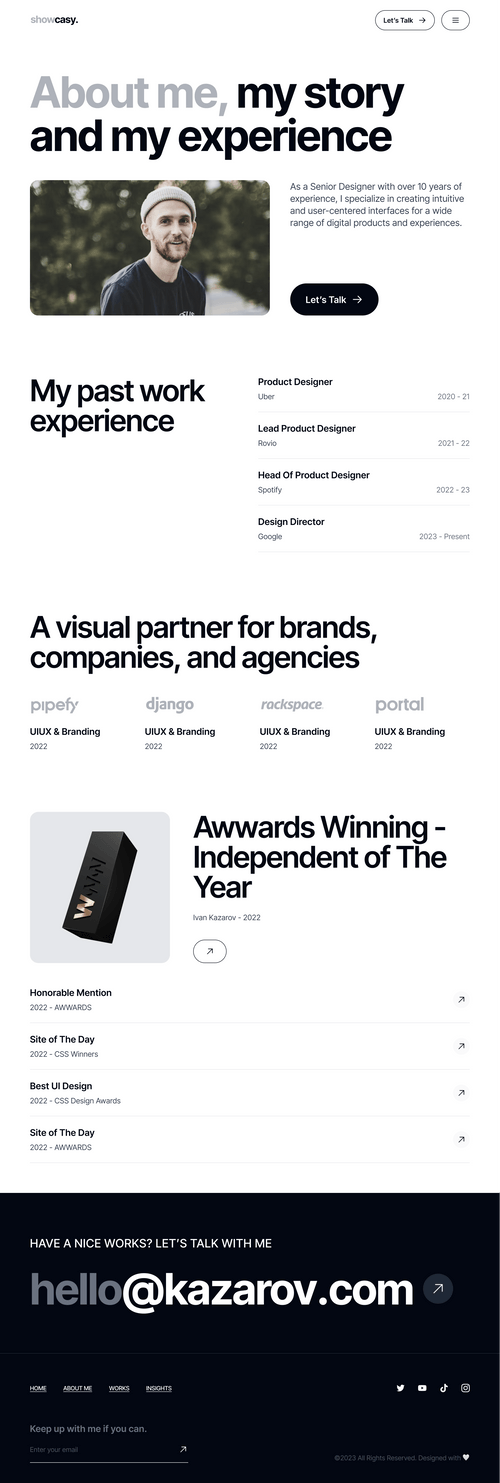 showcasy.
Let's Talk
About me, my story
and my experience
As a Senior Designer with over 10 years of
experience, I specialize in creating intuitive
and user-centered interfaces for a wide
range of digital products and experiences.
Let's Talk
My past work
experience
Product Designer
Uber 2020 - 21
Lead Product Designer
Rovio 2021 - 22
Head Of Product Designer
Spotify 2022 - 23
Design Director
Google 2023 - Present
A visual partner for brands,
companies, and agencies
pipefy django rackspace portal
UIUX & Branding UIUX & Branding UIUX & Branding UIUX & Branding
2022 2022 2022 2022
Awwards Winning -
Independent of The
Year
Ivan Kazarov - 2022
Honorable Mention
2022 - AWWARDS
Site of The Day
2022 - CSS Winners
Best UI Design
2022 - CSS Design Awards
Site of The Day
2022 - AWWARDS
HAVE A NICE WORKS? LET'S TALK WITH ME
hello@kazarov.com
HOME ABOUT ME WORKS INSIGHTS
Keep up with me if you can.
Enter your email
©2023 All Rights Reserved. Designed with